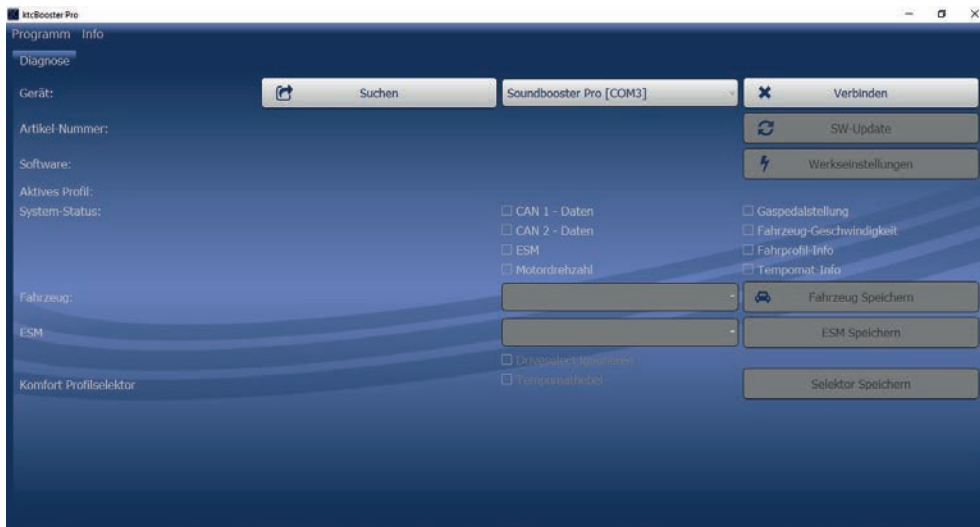 ktcBooster Pro
Programm Info
Diagnose
Gerät: Suchen Soundbooster Pro [COM3] Verbinden
Artikel-Nummer: SW-Update
Software: Werkseinstellungen
Aktives Profil:
System-Status: CAN 1 - Daten Gaspedalstellung
CAN 2 - Daten Fahrzeug-Geschwindigkeit
ESM Fahrprofil-Info
Motordrehzahl Tempomat-Info
Fahrzeug: Fahrzeug Speichern
ESM ESM Speichern
Driveselect ignorieren
Tempomathebel
Komfort Profilselektor Selektor Speichern